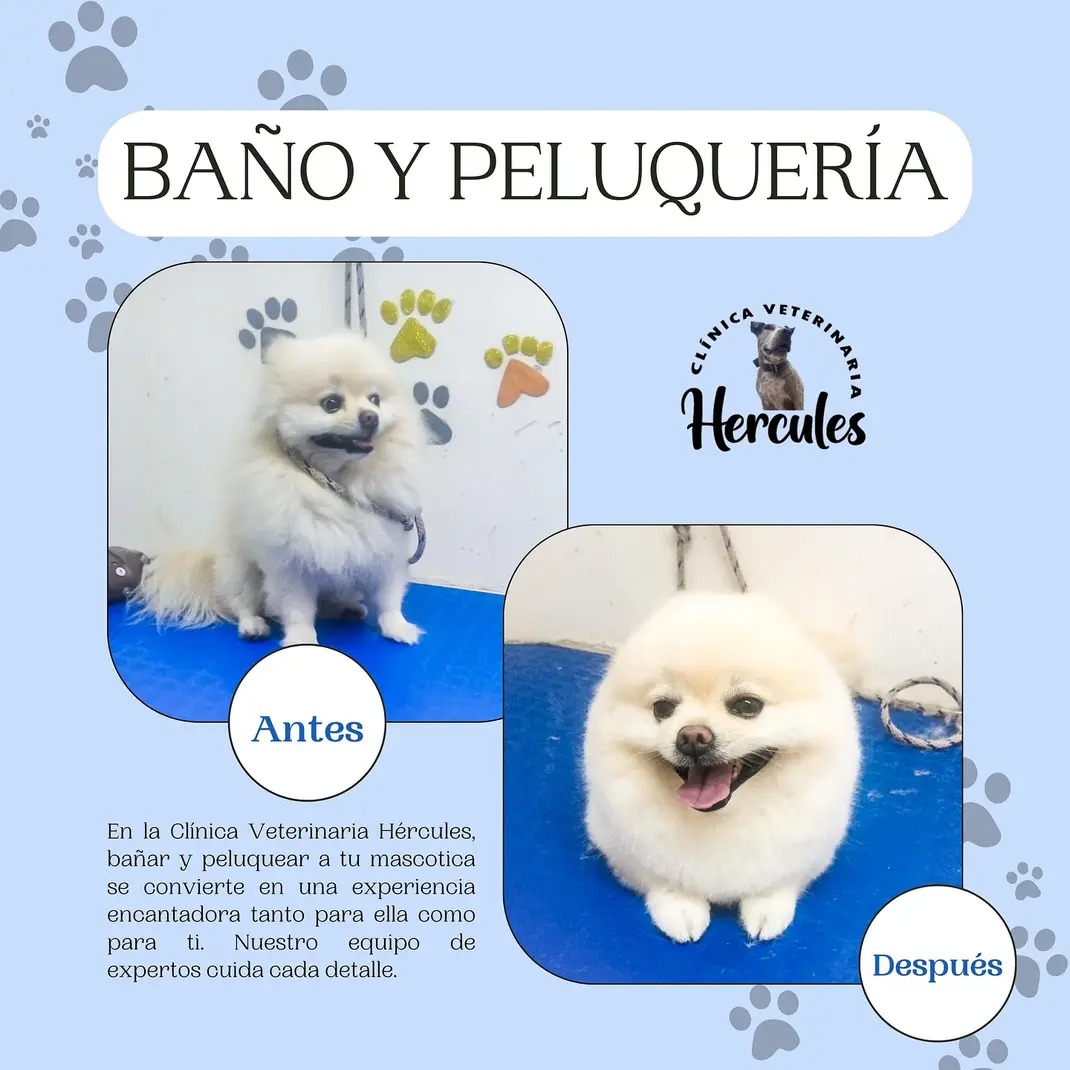 BAÑO Y PELUQUERÍA
CLÍNICA VETERINARIA
Hercules
Antes
En la Clínica Veterinaria Hércules,
bañar y peluquear a tu mascotica
se convierte en una experiencia
encantadora tanto para ella como
para ti. Nuestro equipo de
expertos cuida cada detalle.
Después